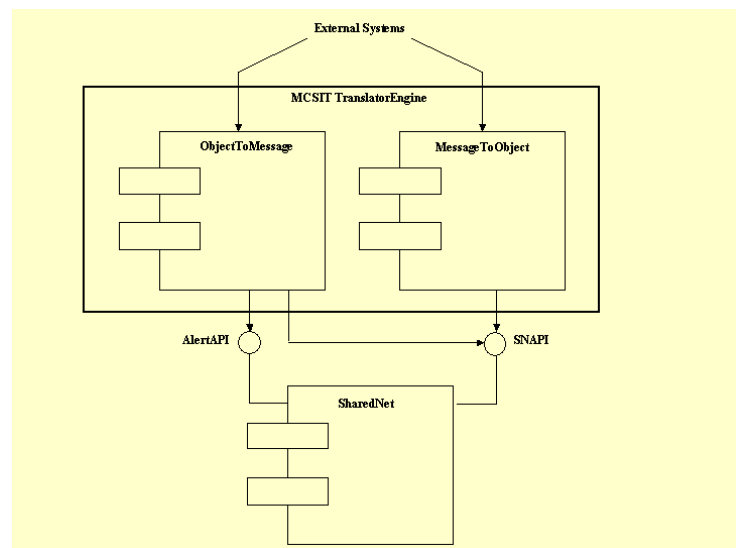 External Systems
MCSIT TranslatorEngine
ObjectToMessage
MessageToObject
AlertAPI
SNAPI
SharedNet